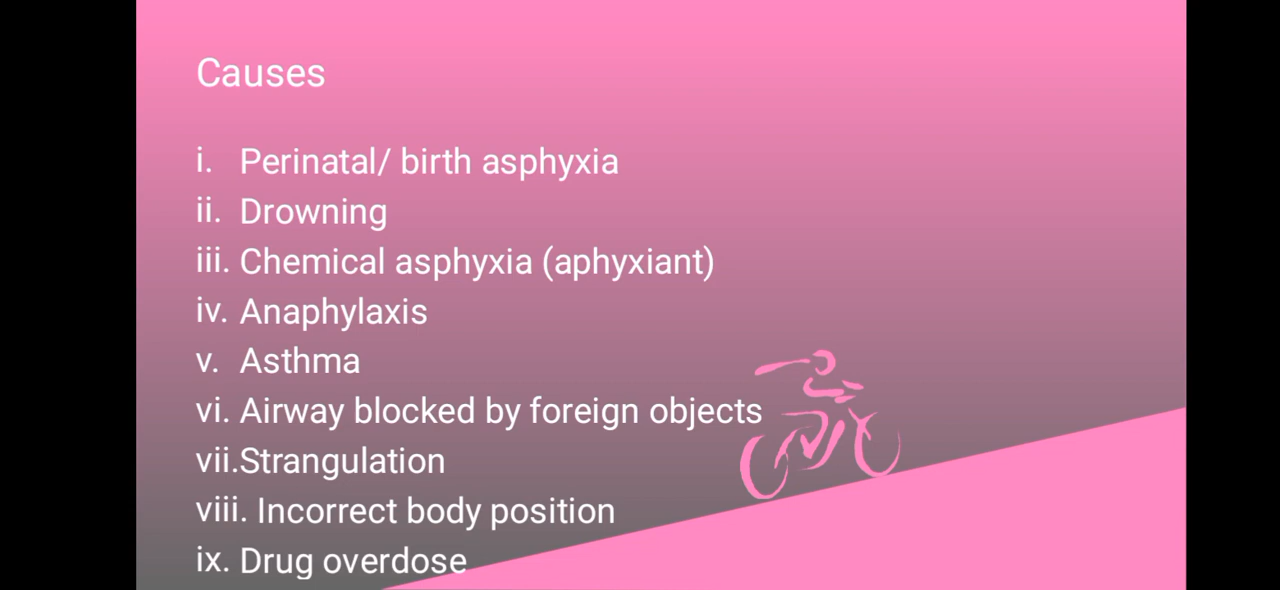 Causes
i. Perinatal/ birth asphyxia
ii. Drowning
iii. Chemical asphyxia (aphyxiant)
iv. Anaphylaxis
v. Asthma
vi. Airway blocked by foreign objects
vii.Strangulation
viii. Incorrect body position
ix. Drug overdose